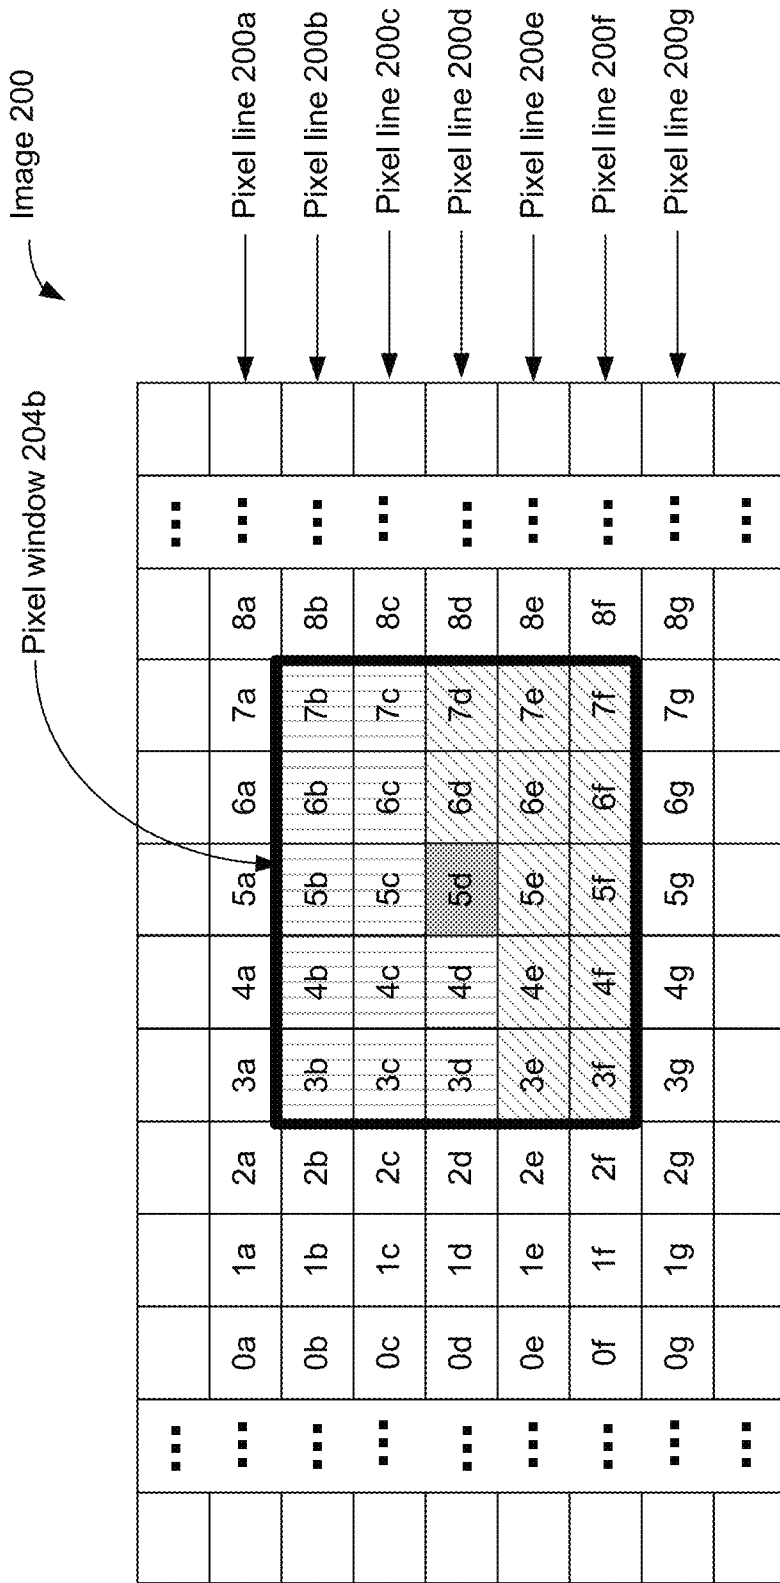 Image 200
Pixel window 204b
... ...
... 0a 1a 2a 3a 4a 5a 6a 7a 8a ... Pixel line 200a
... 0b 1b 2b 3b 4b 5b 6b 7b 8b ... Pixel line 200b
... 0c 1c 2c 3c 4c 5c 6c 7c 8c ... Pixel line 200c
... 0d 1d 2d 3d 4d 5d 6d 7d 8d ... Pixel line 200d
... 0e 1e 2e 3e 4e 5e 6e 7e 8e ... Pixel line 200e
... 0f 1f 2f 3f 4f 5f 6f 7f 8f ... Pixel line 200f
... 0g 1g 2g 3g 4g 5g 6g 7g 8g ... Pixel line 200g
... ...